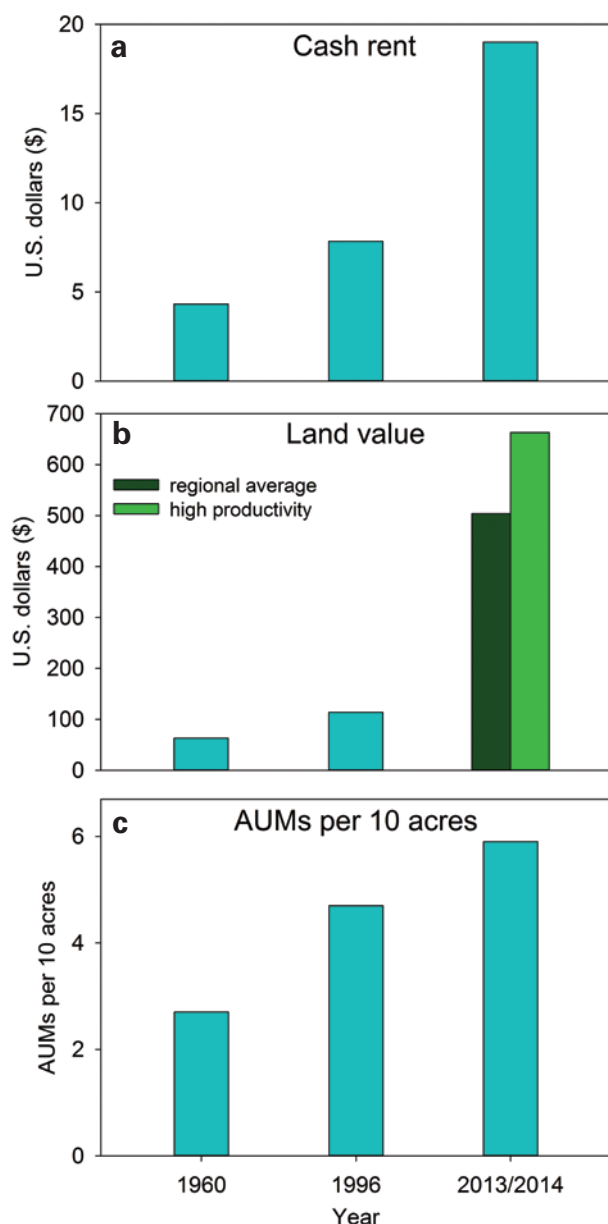 a
Cash rent
U.S. dollars ($)
20
15
10
5
0
b
Land value
regional average
high productivity
U.S. dollars ($)
700
600
500
400
300
200
100
0
c
AUMs per 10 acres
AUMs per 10 acres
6
4
2
0
1960 1996 2013/2014
Year